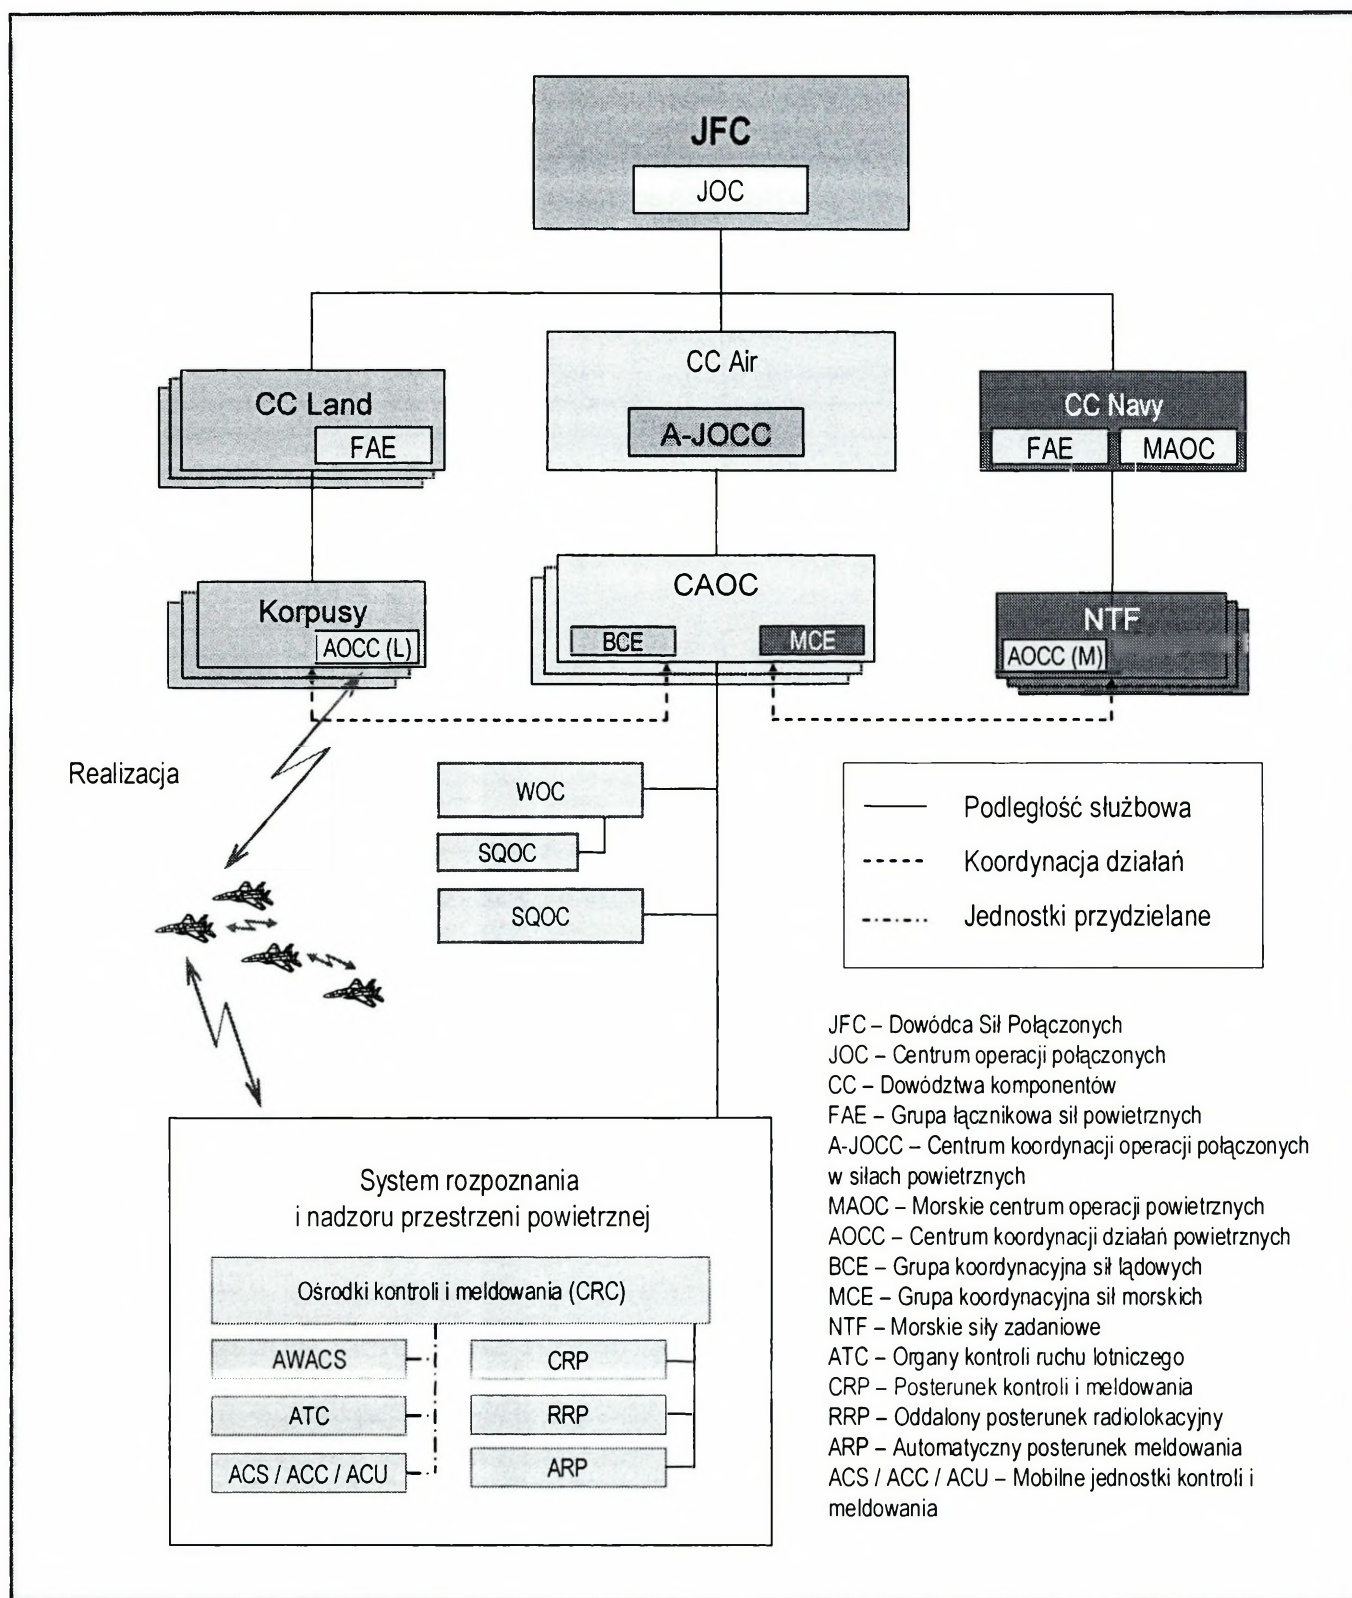 JFC
JOC
CC Land
FAE
CC Air
A-JOCC
CC Navy
FAE
MAOC
Korpusy
AOCC (L)
CAOC
BCE
MCE
NTF
AOCC (M)
Realizacja
WOC
SQOC
SQOC
Podległość służbowa
Koordynacja działań
Jednostki przydzielane
System rozpoznania
i nadzoru przestrzeni powietrznej
Ośrodki kontroli i meldowania (CRC)
AWACS
ATC
ACS / ACC / ACU
CRP
RRP
ARP
JFC – Dowódca Sił Połączonych
JOC – Centrum operacji połączonych
CC – Dowództwa komponentów
FAE – Grupa łącznikowa sił powietrznych
A-JOCC – Centrum koordynacji operacji połączonych
w siłach powietrznych
MAOC – Morskie centrum operacji powietrznych
AOCC – Centrum koordynacji działań powietrznych
BCE – Grupa koordynacyjna sił lądowych
MCE – Grupa koordynacyjna sił morskich
NTF – Morskie siły zadaniowe
ATC – Organy kontroli ruchu lotniczego
CRP – Posterunek kontroli i meldowania
RRP – Oddalony posterunek radiolokacyjny
ARP – Automatyczny posterunek meldowania
ACS / ACC / ACU – Mobilne jednostki kontroli i
meldowania